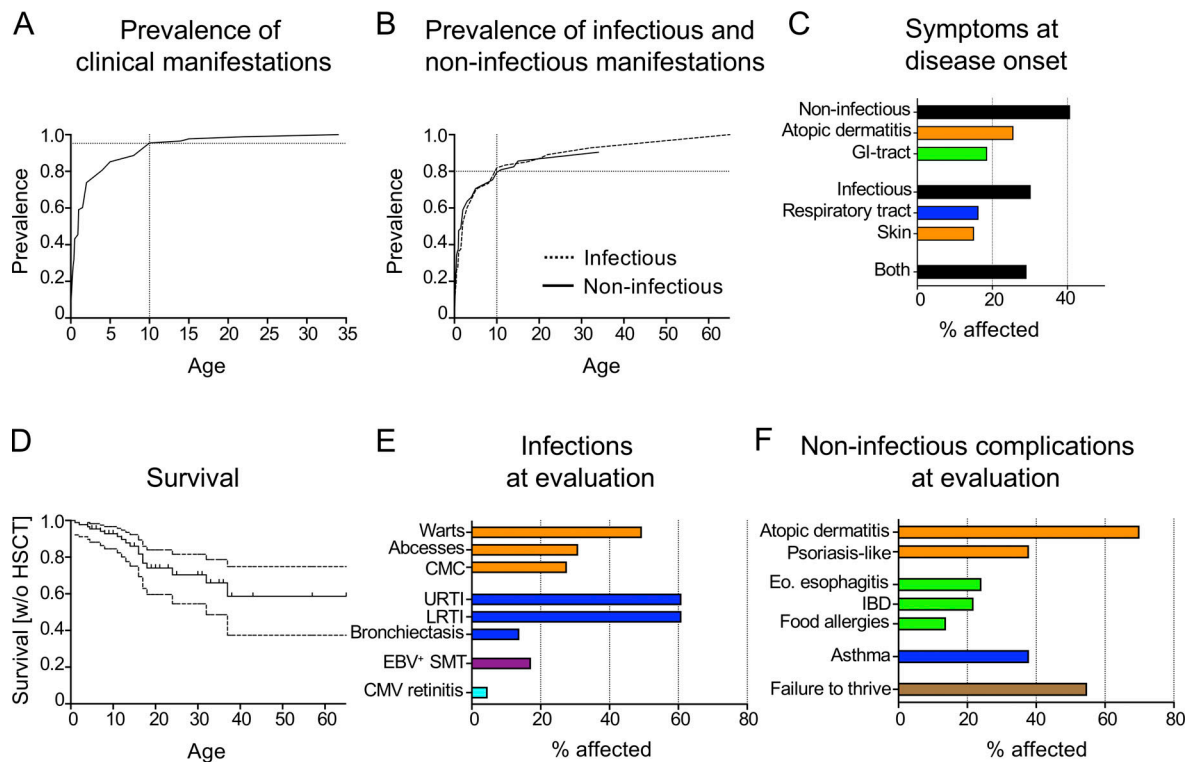 A
Prevalence of
clinical manifestations
Prevalence
1.0
0.8
0.6
0.4
0.2
0
0 5 10 15 20 25 30 35
Age
B
Prevalence of infectious and
non-infectious manifestations
Prevalence
1.0
0.8
0.6
0.4
0.2
0
Infectious
Non-infectious
0 10 20 30 40 50 60
Age
C
Symptoms at
disease onset
Non-infectious
Atopic dermatitis
GI-tract
Infectious
Respiratory tract
Skin
Both
0 20 40
% affected
D
Survival
Survival [w/o HSCT]
1.0
0.8
0.6
0.4
0.2
0
0 10 20 30 40 50 60
Age
E
Infections
at evaluation
Warts
Abcesses
CMC
URTI
LRTI
Bronchiectasis
EBV⁺ SMT
CMV retinitis
0 20 40 60 80
% affected
F
Non-infectious complications
at evaluation
Atopic dermatitis
Psoriasis-like
Eo. esophagitis
IBD
Food allergies
Asthma
Failure to thrive
0 20 40 60 80
% affected